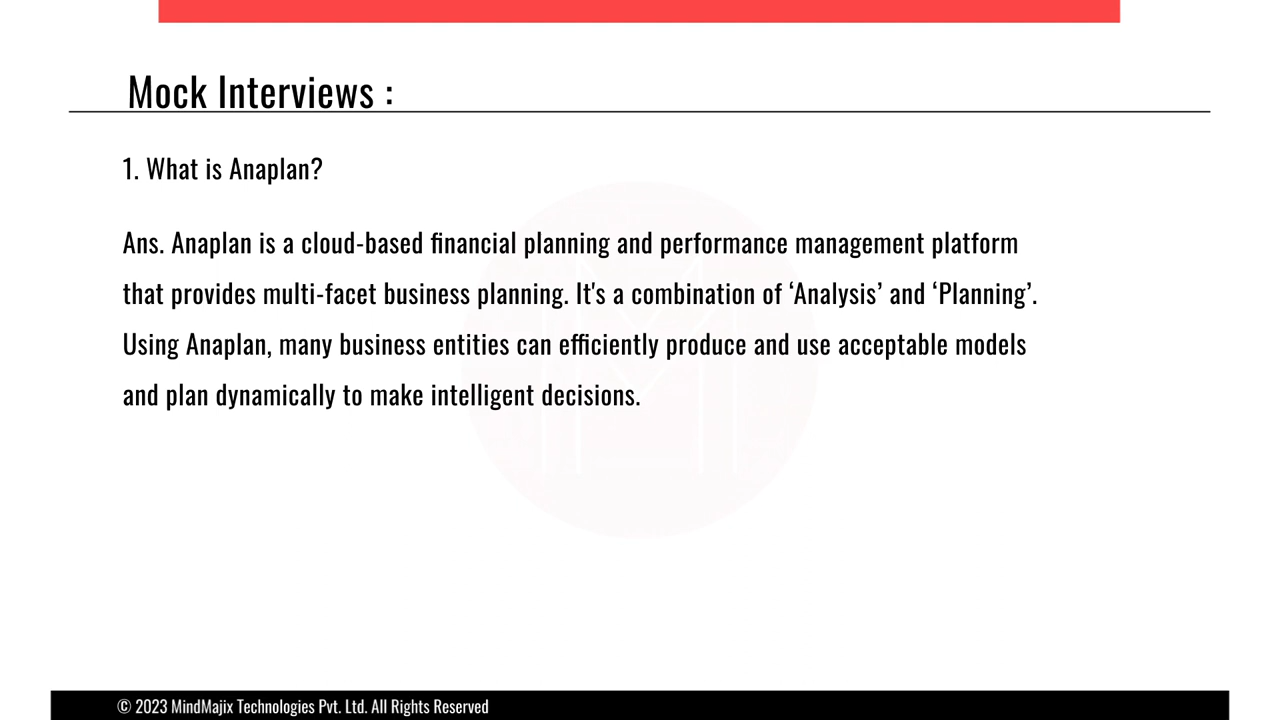 Mock Interviews :
1. What is Anaplan?
Ans. Anaplan is a cloud-based financial planning and performance management platform
that provides multi-facet business planning. It's a combination of ‘Analysis’ and ‘Planning’.
Using Anaplan, many business entities can efficiently produce and use acceptable models
and plan dynamically to make intelligent decisions.
© 2023 MindMajix Technologies Pvt. Ltd. All Rights Reserved